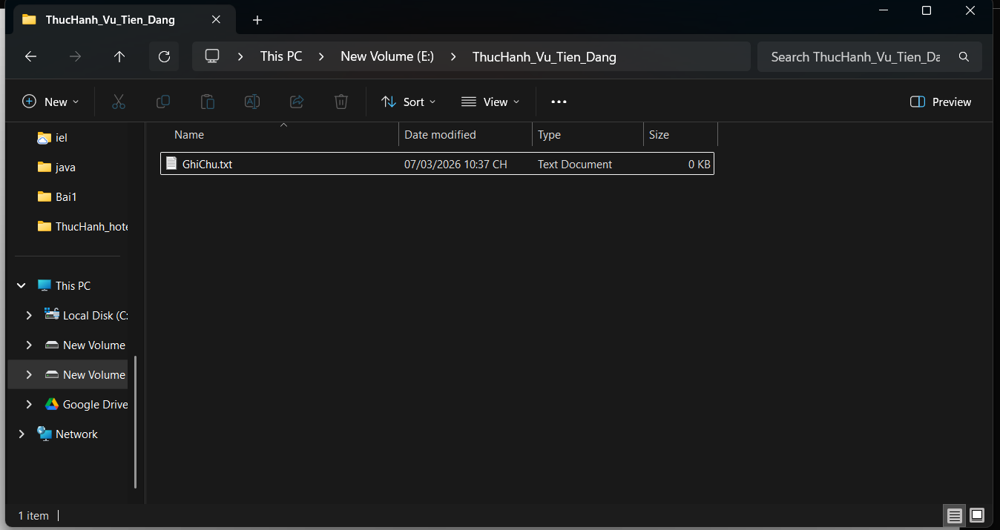 ThucHanh_Vu_Tien_Dang
This PC > New Volume (E:) > ThucHanh_Vu_Tien_Dang
Search ThucHanh_Vu_Tien_Da
New
Sort
View
Preview
Name Date modified Type Size
GhiChu.txt 07/03/2026 10:37 CH Text Document 0 KB
iel
java
Bai1
ThucHanh_hote
This PC
Local Disk (C:
New Volume
New Volume
Google Drive
Network
1 item